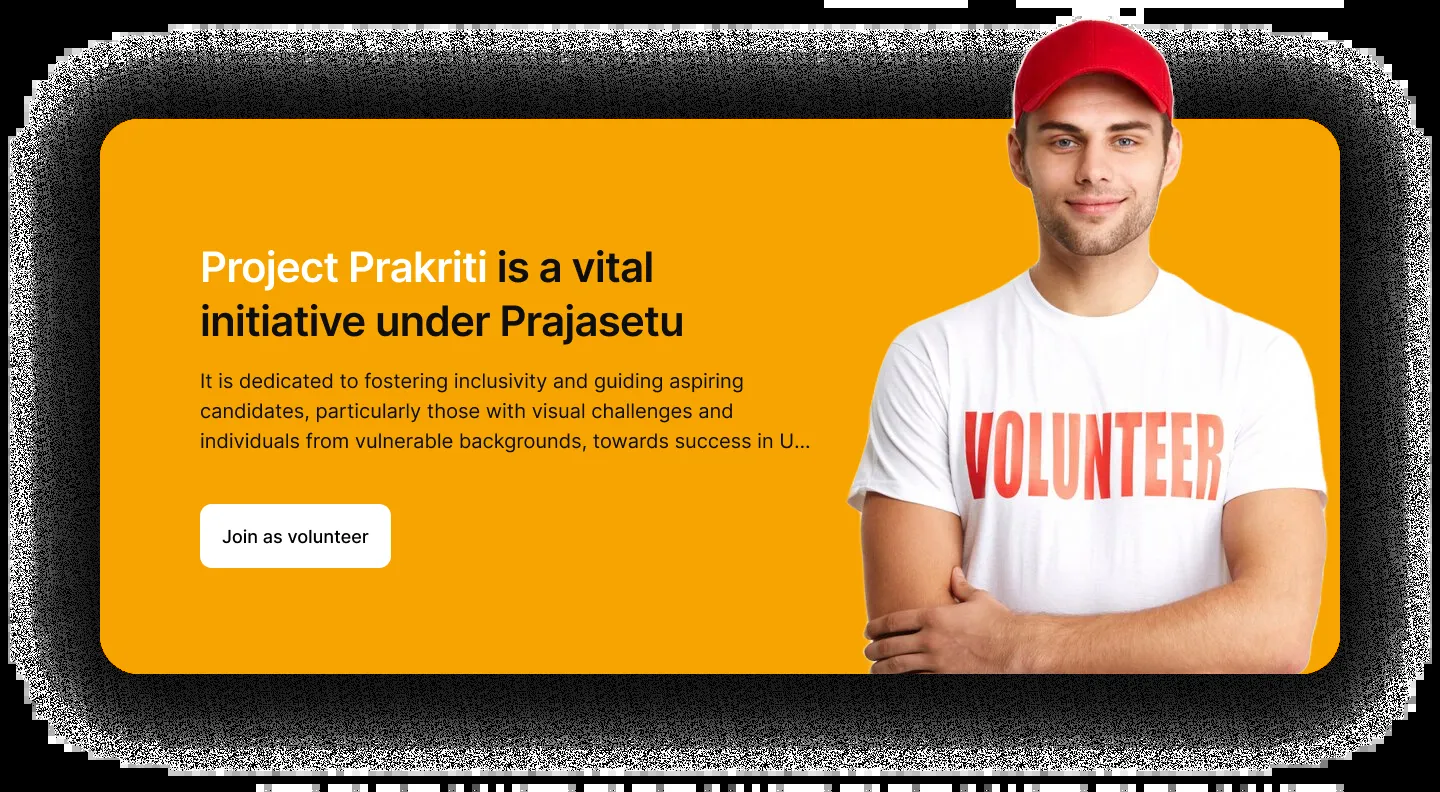 Project Prakriti is a vital
initiative under Prajasetu
It is dedicated to fostering inclusivity and guiding aspiring
candidates, particularly those with visual challenges and
individuals from vulnerable backgrounds, towards success in U...
Join as volunteer
VOLUNTEER